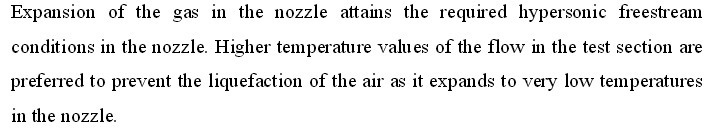 Expansion of the gas in the nozzle attains the required hypersonic freestream
conditions in the nozzle. Higher temperature values of the flow in the test section are
preferred to prevent the liquefaction of the air as it expands to very low temperatures
in the nozzle.